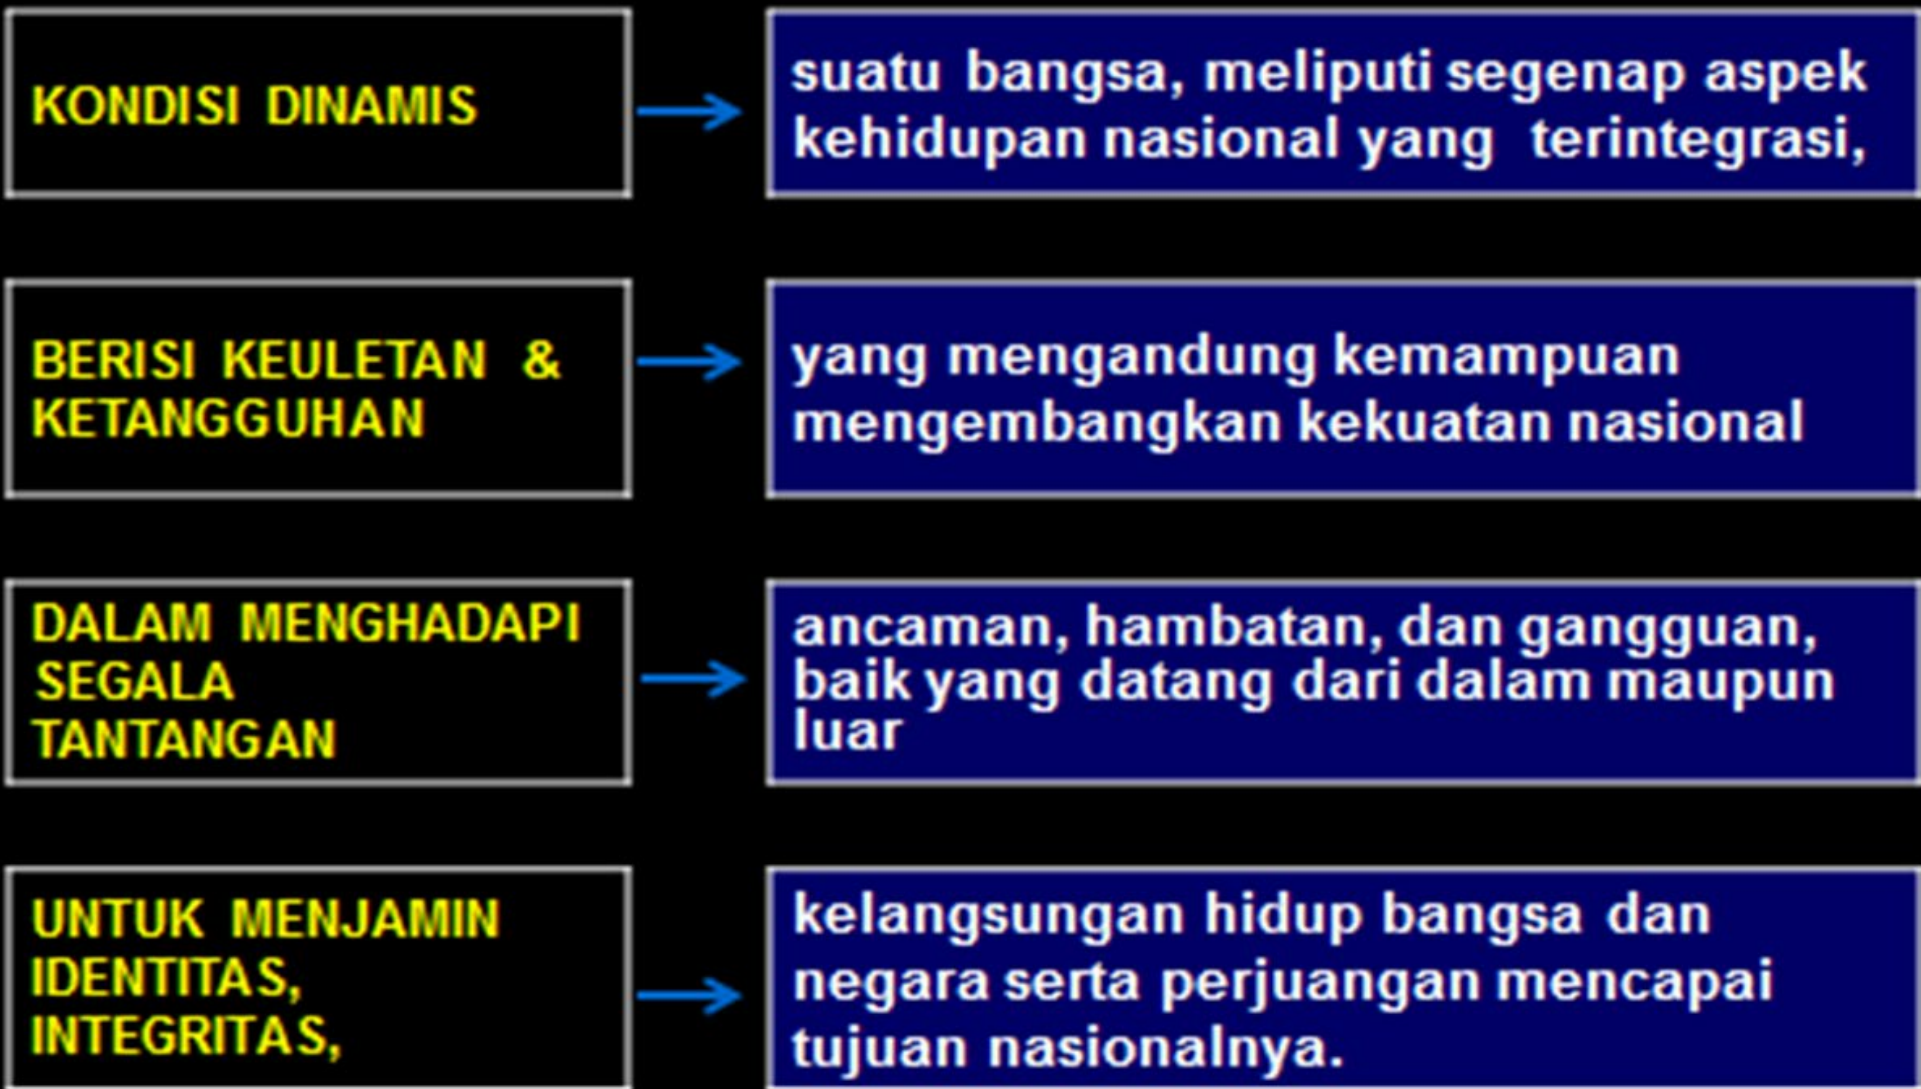 KONDISI DINAMIS
suatu bangsa, meliputi segenap aspek
kehidupan nasional yang terintegrasi,
BERISI KEULETAN &
KETANGGUHAN
yang mengandung kemampuan
mengembangkan kekuatan nasional
DALAM MENGHADAPI
SEGALA
TANTANGAN
ancaman, hambatan, dan gangguan,
baik yang datang dari dalam maupun
luar
UNTUK MENJAMIN
IDENTITAS,
INTEGRITAS,
kelangsungan hidup bangsa dan
negara serta perjuangan mencapai
tujuan nasionalnya.